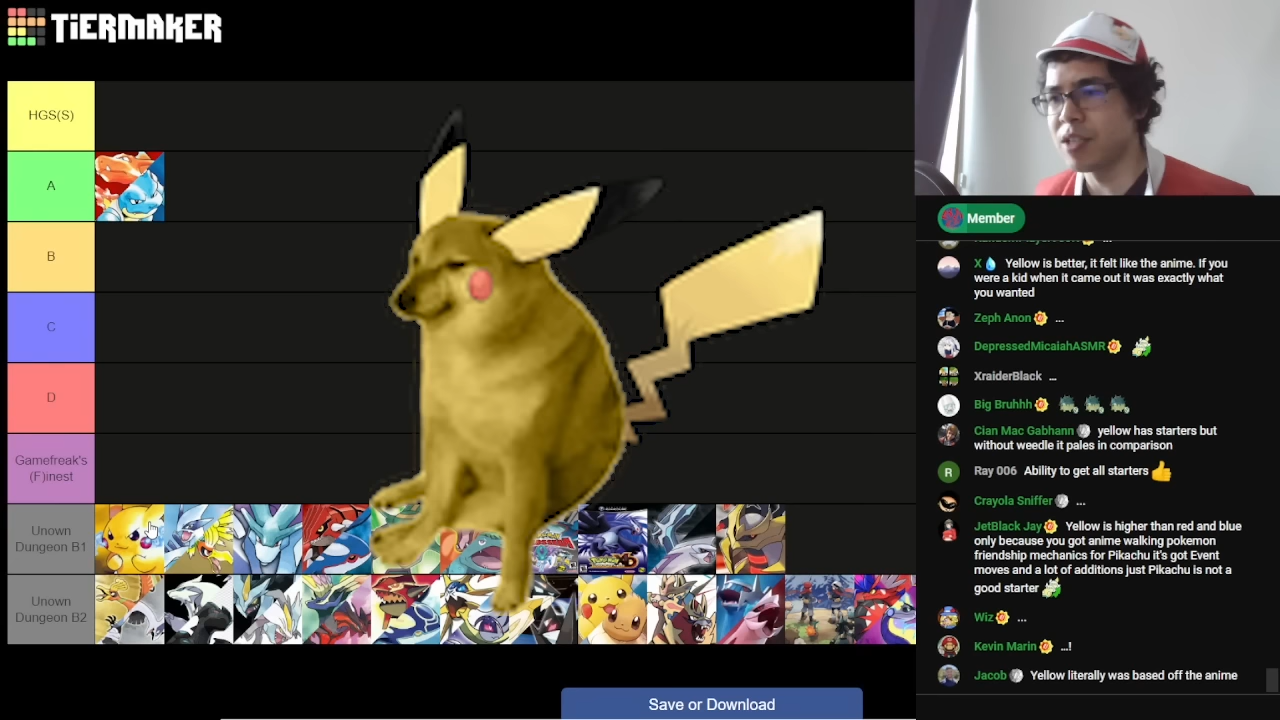 TIERMAKER
HGS(S)
A
B
C
D
Gamefreak's
(F)inest
Unown
Dungeon B1
Unown
Dungeon B2
Save or Download
Member
X Yellow is better, it felt like the anime. If you
were a kid when it came out it was exactly what
you wanted
Zeph Anon ...
DepressedMicaiahASMR
XraiderBlack ...
Big Bruhhh
Cian Mac Gabhann yellow has starters but
without weedle it pales in comparison
R Ray 006 Ability to get all starters
Crayola Sniffer ...
JetBlack Jay Yellow is higher than red and blue
only because you got anime walking pokemon
friendship mechanics for Pikachu it's got Event
moves and a lot of additions just Pikachu is not a
good starter
Wiz ...
Kevin Marin ...!
Jacob Yellow literally was based off the anime